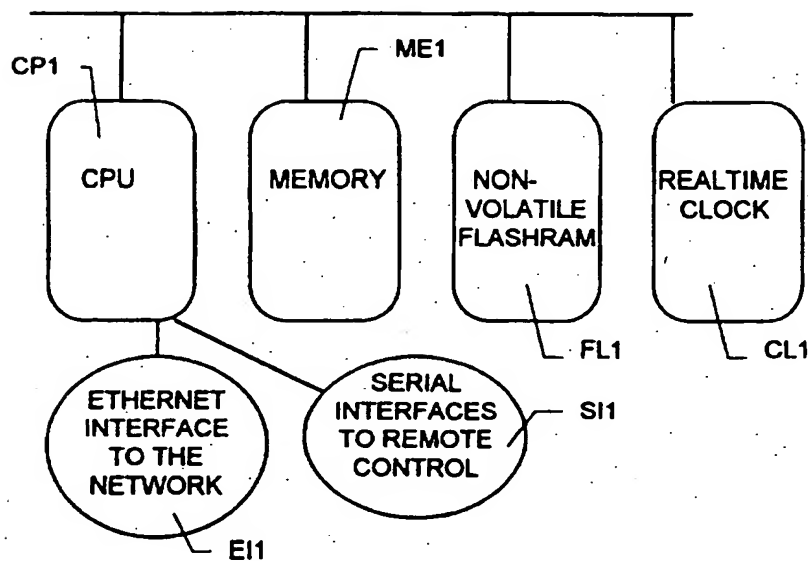 CP1
ME1
CPU
MEMORY
NON-
VOLATILE
FLASHRAM
REALTIME
CLOCK
FL1
CL1
ETHERNET
INTERFACE
TO THE
NETWORK
SERIAL
INTERFACES
TO REMOTE
CONTROL
SI1
EI1